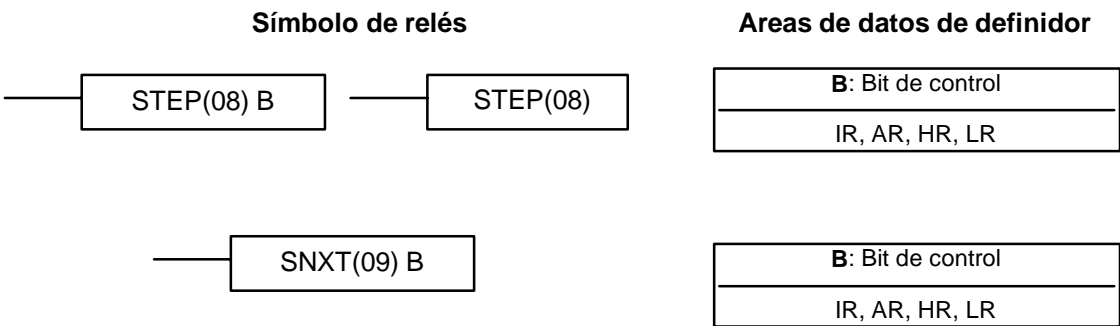 Símbolo de relés
Areas de datos de definidor
STEP(08) B
STEP(08)
B: Bit de control
IR, AR, HR, LR
SNXT(09) B
B: Bit de control
IR, AR, HR, LR